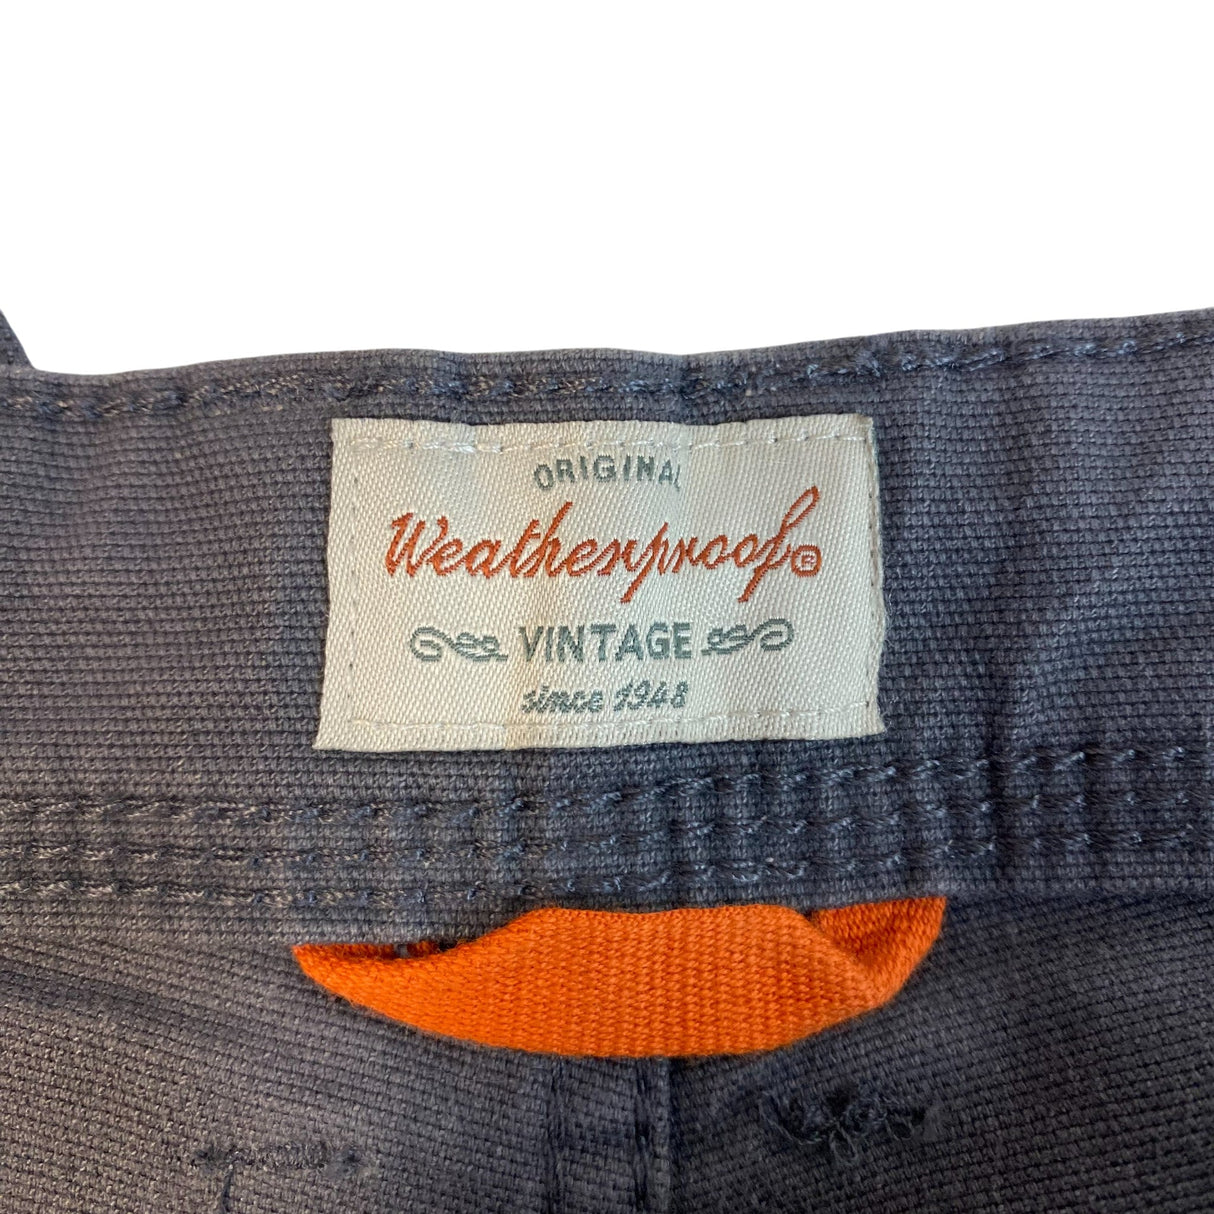 ORIGINAL
Weatherproof®
VINTAGE
since 1948